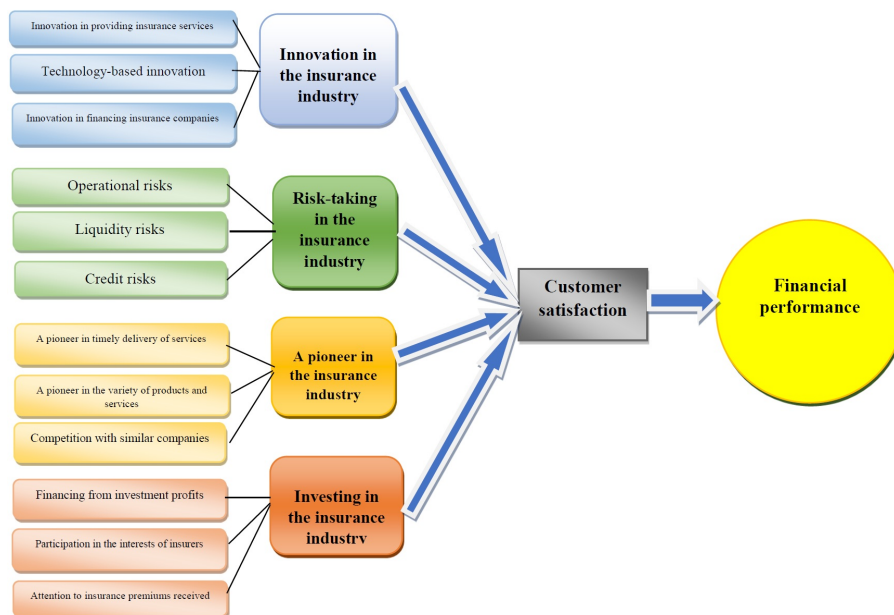 Innovation in providing insurance services
Technology-based innovation
Innovation in financing insurance companies
Innovation in
the insurance
industry
Operational risks
Liquidity risks
Credit risks
Risk-taking
in the
insurance
industry
A pioneer in timely delivery of services
A pioneer in the variety of products and
services
Competition with similar companies
A pioneer in
the insurance
industry
Financing from investment profits
Participation in the interests of insurers
Attention to insurance premiums received
Investing in
the insurance
industry
Customer
satisfaction
Financial
performance